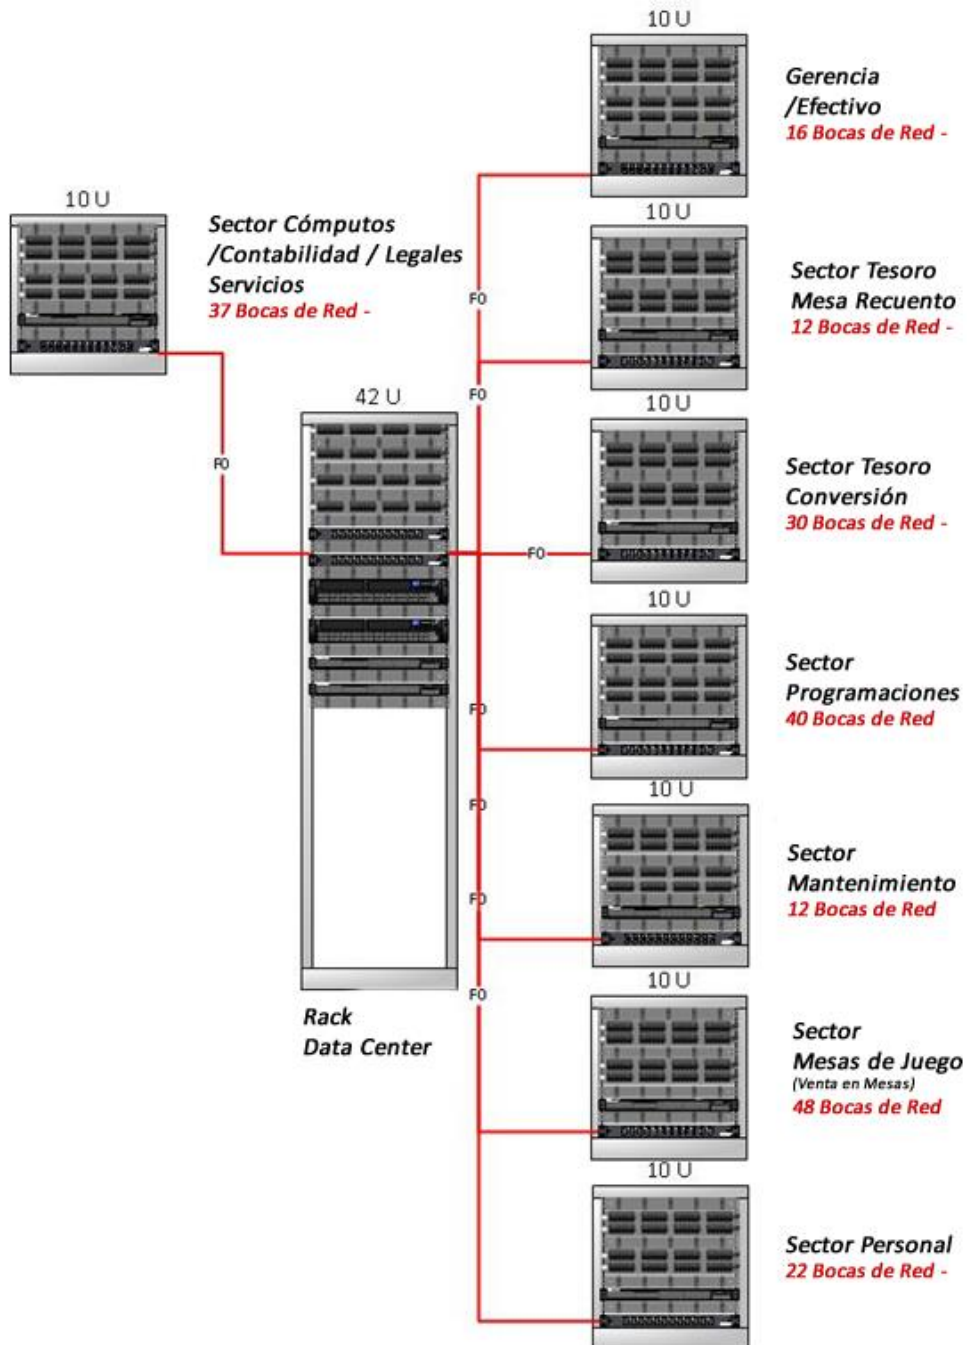 10 U
Gerencia
/Efectivo
16 Bocas de Red -
10 U
Sector Cómputos
/Contabilidad / Legales
Servicios
37 Bocas de Red -
10 U
Sector Tesoro
Mesa Recuento
12 Bocas de Red -
FO
FO
42 U
10 U
Sector Tesoro
Conversión
30 Bocas de Red -
FO
FO
10 U
Sector
Programaciones
40 Bocas de Red
FO
10 U
Sector
Mantenimiento
12 Bocas de Red
FO
FO
10 U
Sector
Mesas de Juego
(Venta en Mesas)
48 Bocas de Red
FO
Rack
Data Center
10 U
Sector Personal
22 Bocas de Red -